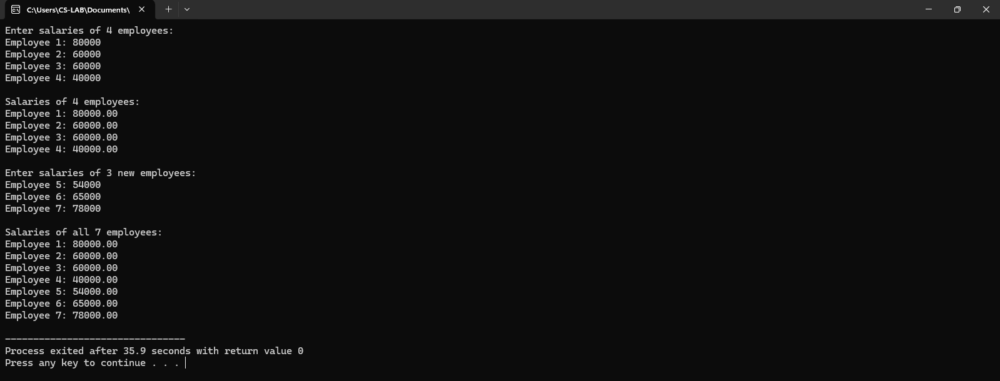 C:\Users\CS-LAB\Documents\
Enter salaries of 4 employees:
Employee 1: 80000
Employee 2: 60000
Employee 3: 60000
Employee 4: 40000
Salaries of 4 employees:
Employee 1: 80000.00
Employee 2: 60000.00
Employee 3: 60000.00
Employee 4: 40000.00
Enter salaries of 3 new employees:
Employee 5: 54000
Employee 6: 65000
Employee 7: 78000
Salaries of all 7 employees:
Employee 1: 80000.00
Employee 2: 60000.00
Employee 3: 60000.00
Employee 4: 40000.00
Employee 5: 54000.00
Employee 6: 65000.00
Employee 7: 78000.00
--------------------------------
Process exited after 35.9 seconds with return value 0
Press any key to continue . . .